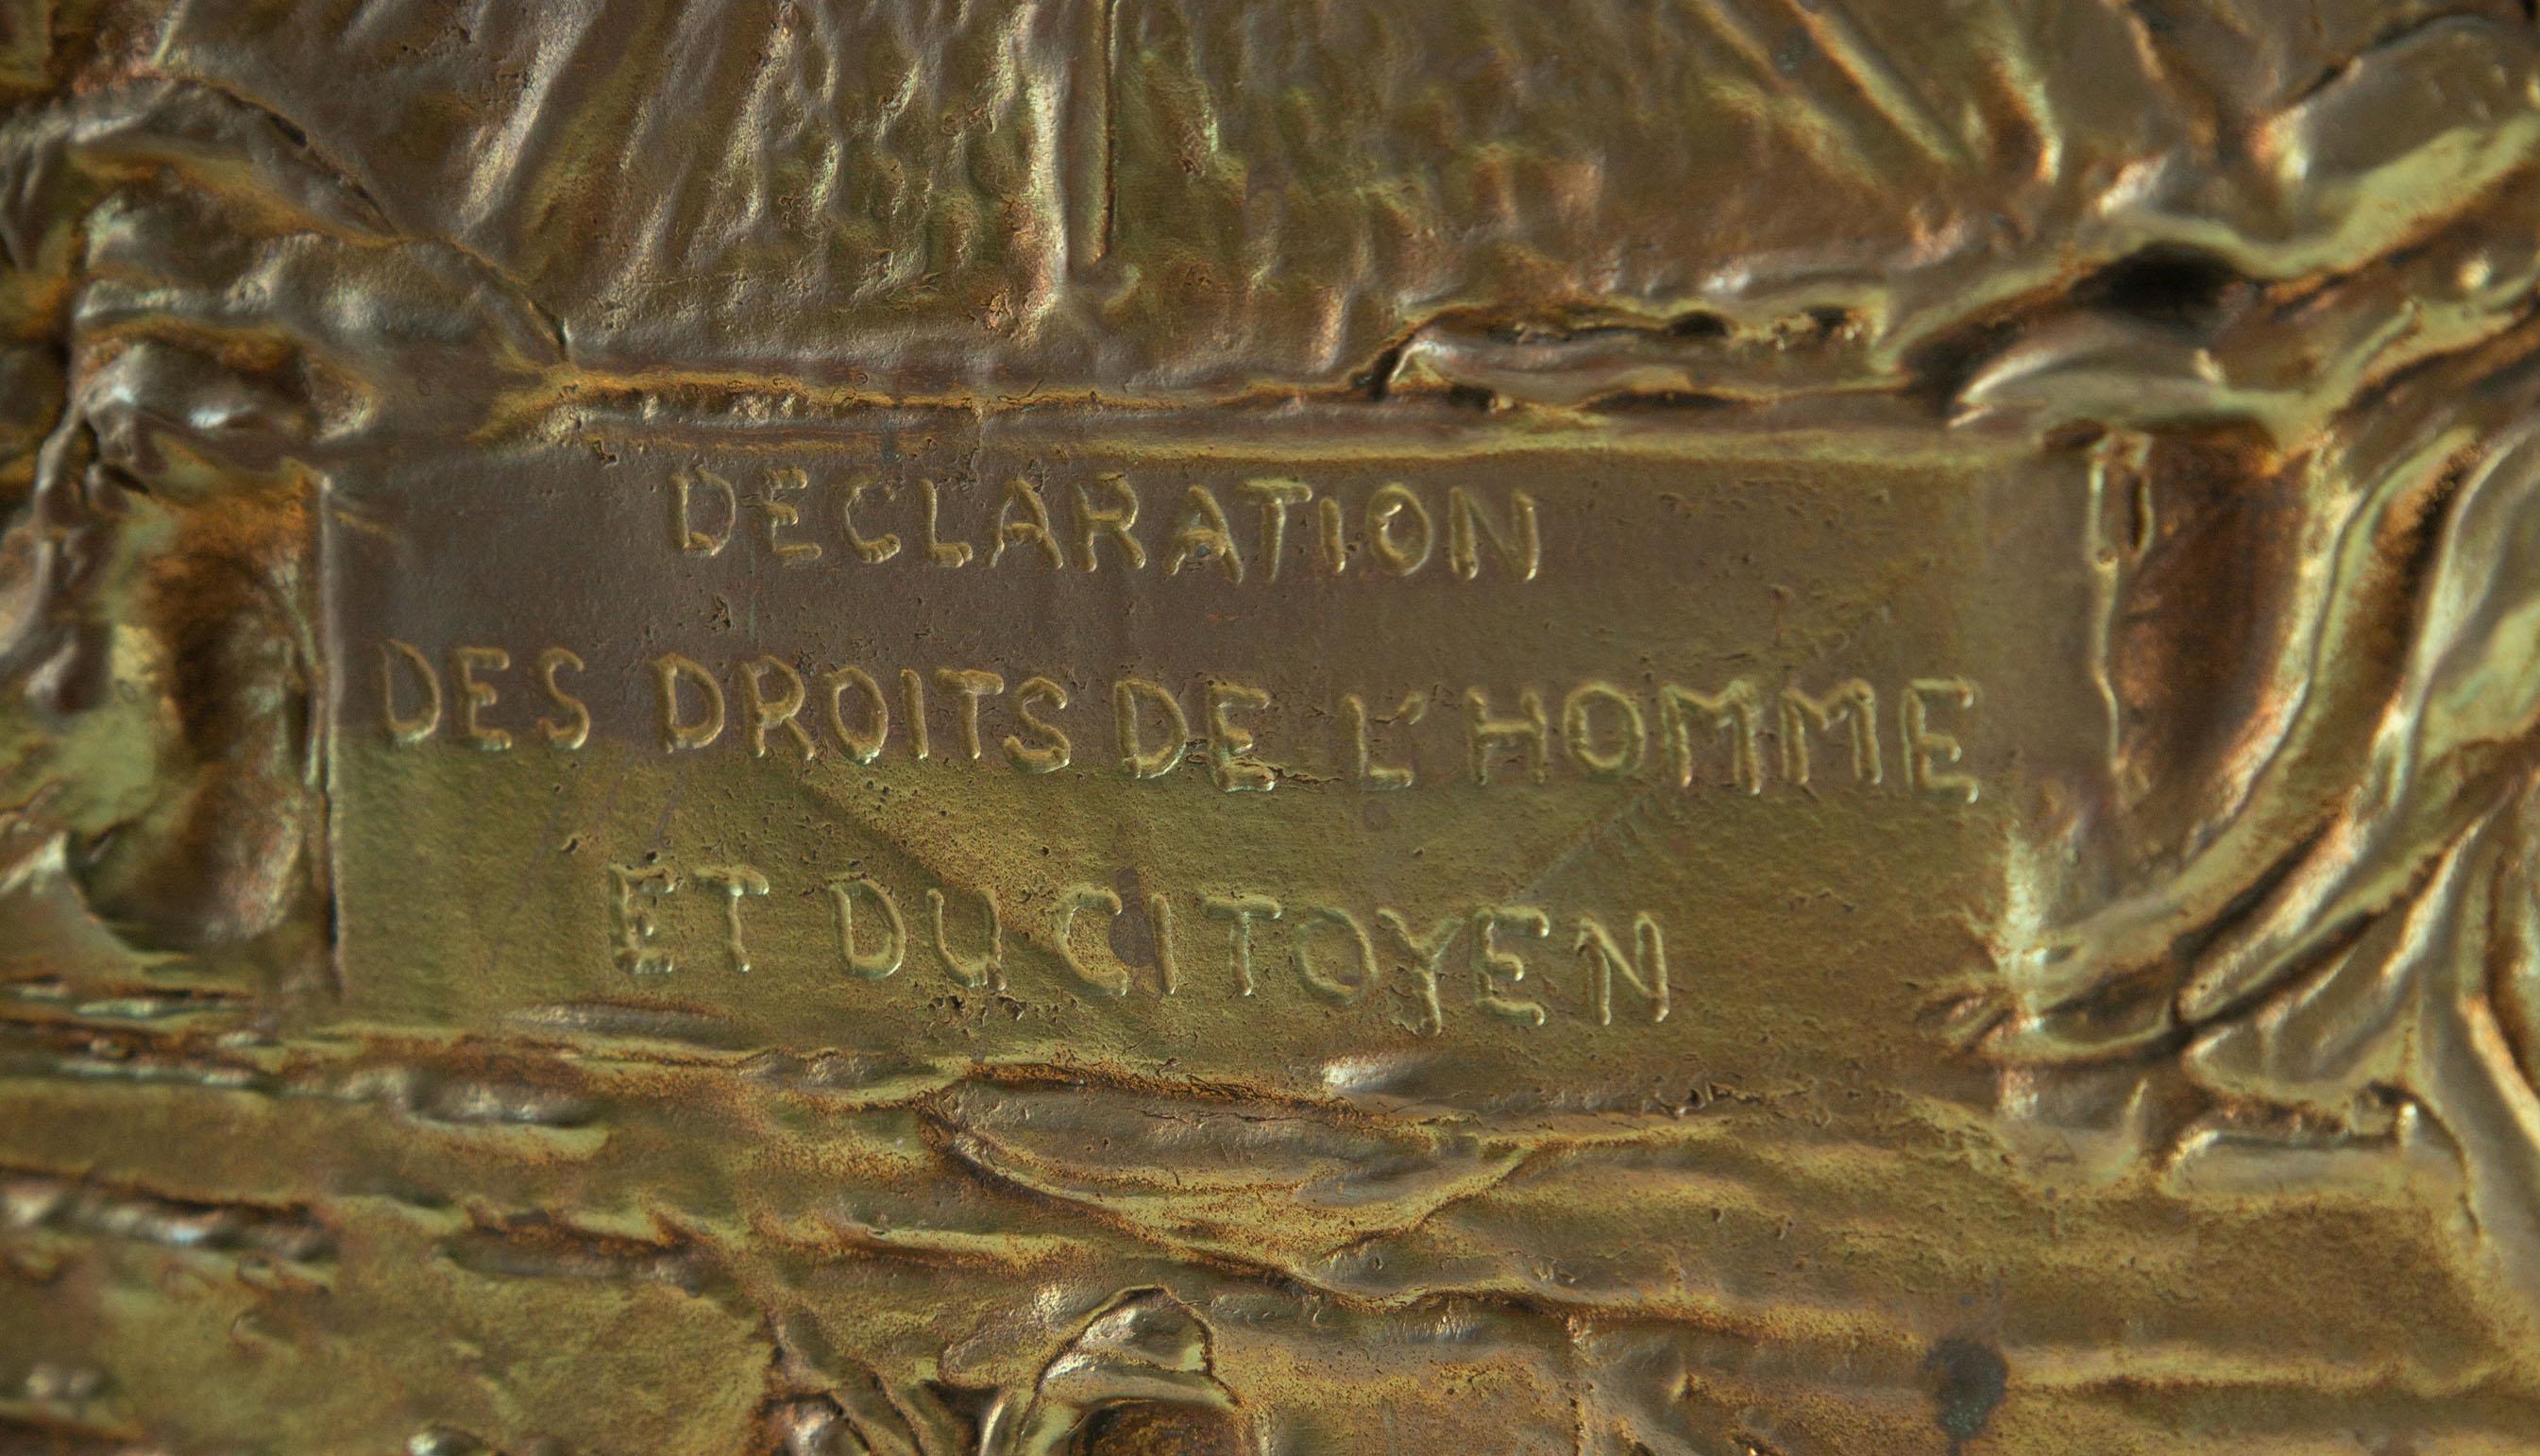 DECLARATION
DES DROITS DE L'HOMME
ET DU CITOYEN